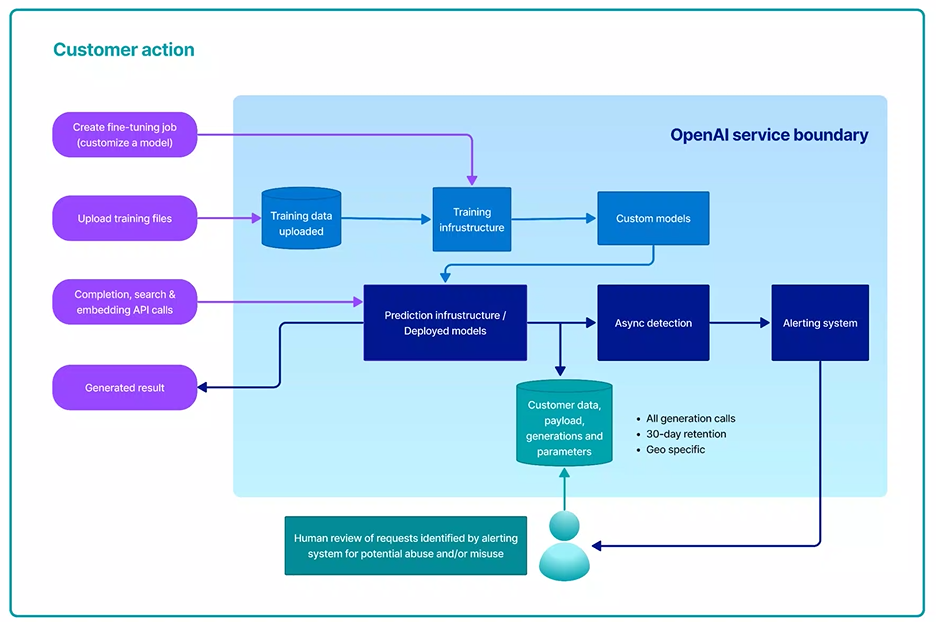 Customer action
Create fine-tuning job
(customize a model)
OpenAI service boundary
Upload training files
Training data
uploaded
Training
infrustructure
Custom models
Completion, search &
embedding API calls
Prediction infrustructure /
Deployed models
Async detection
Alerting system
Generated result
Customer data,
payload,
generations and
parameters
• All generation calls
• 30-day retention
• Geo specific
Human review of requests identified by alerting
system for potential abuse and/or misuse